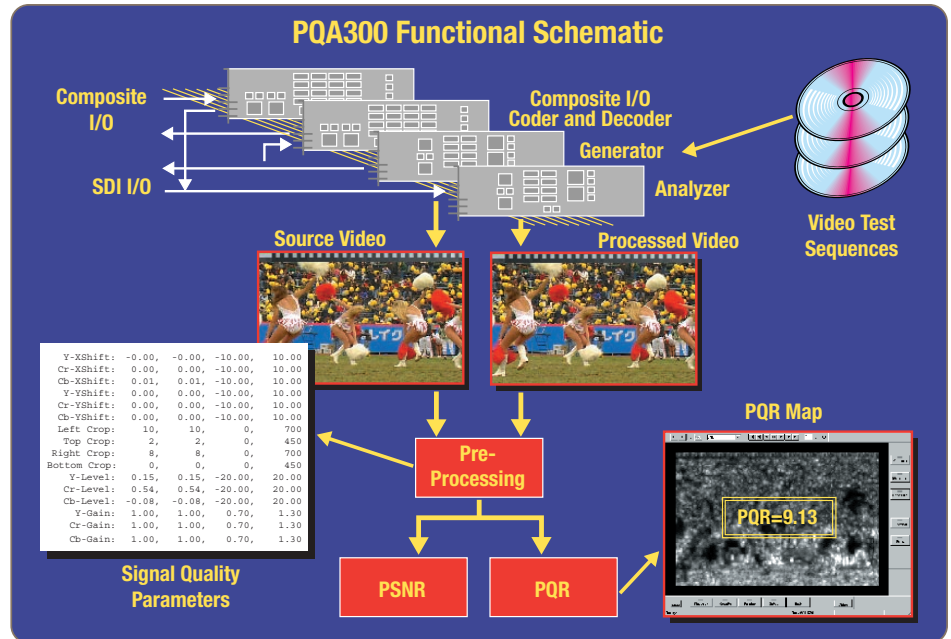 PQA300 Functional Schematic
Composite
I/O
SDI I/O
Composite I/O
Coder and Decoder
Generator
Analyzer
Video Test
Sequences
Source Video
Processed Video
レイク
Y-XShift: -0.00, -0.00, -10.00, 10.00
Cr-XShift: 0.00, 0.00, -10.00, 10.00
Cb-XShift: 0.01, 0.01, -10.00, 10.00
Y-YShift: 0.00, 0.00, -10.00, 10.00
Cr-YShift: 0.00, 0.00, -10.00, 10.00
Cb-YShift: 0.00, 0.00, -10.00, 10.00
Left Crop: 10, 10, 0, 700
Top Crop: 2, 2, 0, 450
Right Crop: 8, 8, 0, 700
Bottom Crop: 0, 0, 0, 450
Y-Level: 0.15, 0.15, -20.00, 20.00
Cr-Level: 0.54, 0.54, -20.00, 20.00
Cb-Level: -0.08, -0.08, -20.00, 20.00
Y-Gain: 1.00, 1.00, 0.70, 1.30
Cr-Gain: 1.00, 1.00, 0.70, 1.30
Cb-Gain: 1.00, 1.00, 0.70, 1.30
Signal Quality
Parameters
Pre-
Processing
PSNR
PQR
PQR Map
PQR=9.13